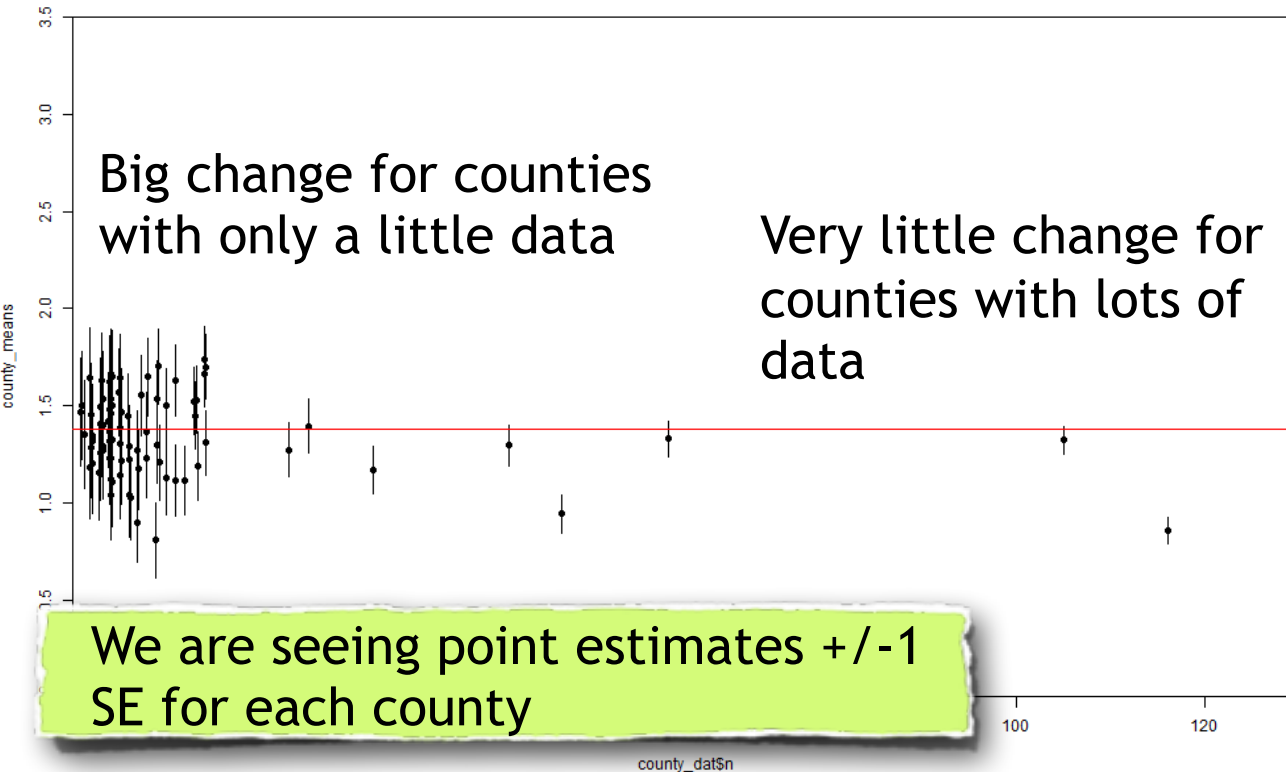 3.5
3.0
Big change for counties
with only a little data
2.5
Very little change for
counties with lots of
data
2.0
county_means
1.5
1.0
We are seeing point estimates +/-1
SE for each county
100
120
county_dat$n